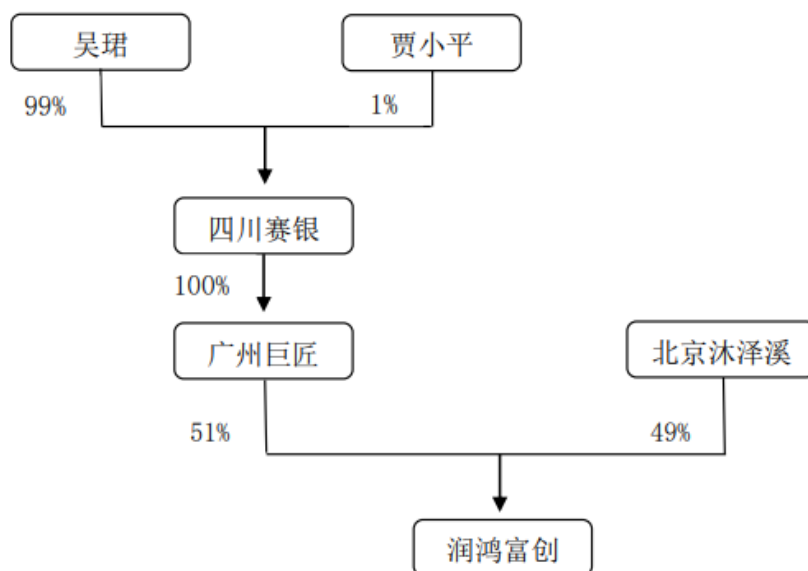 吴珺
贾小平
99%
1%
四川赛银
100%
广州巨匠
北京沐泽溪
51%
49%
润鸿富创